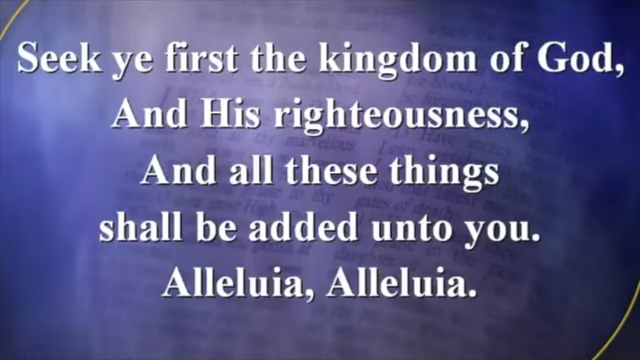 Seek ye first the kingdom of God,
And His righteousness,
And all these things
shall be added unto you.
Alleluia, Alleluia.